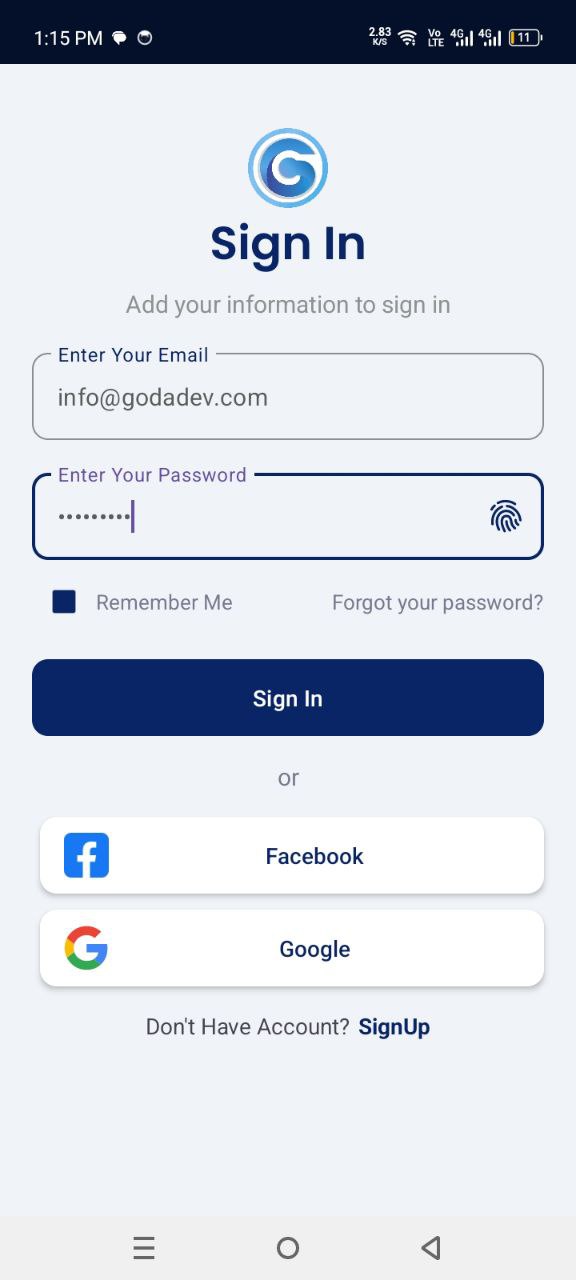 1:15 PM
2.83
K/S
Vo
LTE
4G
4G
11
Sign In
Add your information to sign in
Enter Your Email
info@godadev.com
Enter Your Password
•••••••••
Remember Me
Forgot your password?
Sign In
or
Facebook
Google
Don't Have Account? SignUp